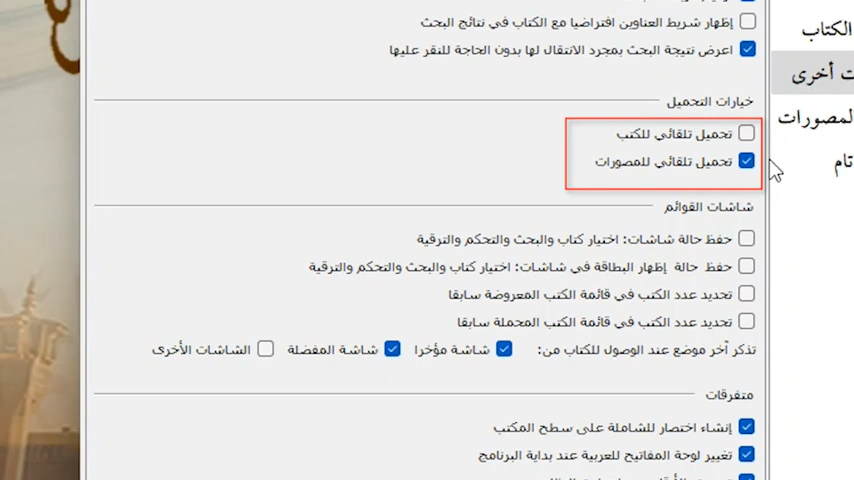 إظهار شريط العناوين افتراضيا مع الكتاب في نتائج البحث
اعرض نتيجة البحث بمجرد الانتقال لها بدون الحاجة للنقر عليها
خيارات التحميل
تحميل تلقائي للكتب
تحميل تلقائي للمصورات
شاشات القوائم
حفظ حالة شاشات: اختيار كتاب والبحث والتحكم والترقية
حفظ حالة إظهار البطاقة في شاشات: اختيار كتاب والبحث والتحكم والترقية
تحديد عدد الكتب في قائمة الكتب المعروضة سابقا
تحديد عدد الكتب في قائمة الكتب المحملة سابقا
تذكر آخر موضع عند الوصول للكتاب من: شاشة مؤخرا شاشة المفضلة الشاشات الأخرى
متفرقات
إنشاء اختصار للشاملة على سطح المكتب
تغيير لوحة المفاتيح للعربية عند بداية البرنامج
الكتاب
ت أخرى
لمصورات
تام